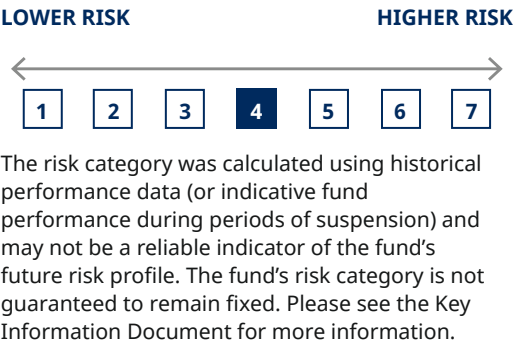 LOWER RISK HIGHER RISK
1 2 3 4 5 6 7
The risk category was calculated using historical
performance data (or indicative fund
performance during periods of suspension) and
may not be a reliable indicator of the fund’s
future risk profile. The fund’s risk category is not
guaranteed to remain fixed. Please see the Key
Information Document for more information.